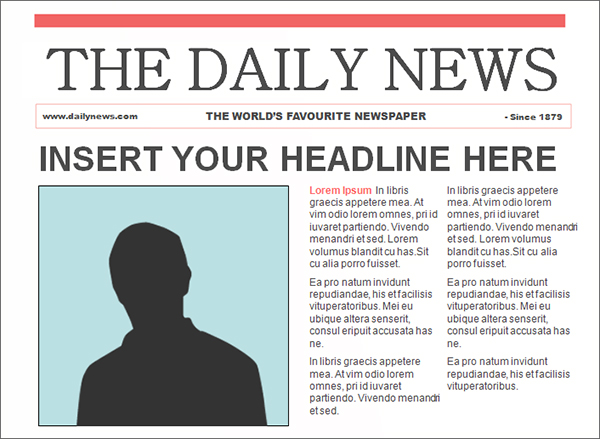 THE DAILY NEWS
www.dailynews.com THE WORLD'S FAVOURITE NEWSPAPER - Since 1879
INSERT YOUR HEADLINE HERE
Lorem Ipsum In libris
graecis appetere mea. At
vim odio lorem omnes, pri id
iuvaret partiendo. Vivendo
menandri et sed. Lorem
volumus blandit cu has.Sit
cu alia porro fuisset.
Ea pro natum invidunt
repudiandae, his et facilisis
vituperatoribus. Mei eu
ubique altera senserit,
consul eripuit accusata has
ne.
In libris graecis appetere
mea. At vim odio lorem
omnes, pri id iuvaret
partiendo. Vivendo menandri
et sed.
In libris graecis appetere
mea. At vim odio lorem
omnes, pri id iuvaret
partiendo. Vivendo menandri
et sed. Lorem volumus
blandit cu has.Sit cu alia
porro fuisset.
Ea pro natum invidunt
repudiandae, his et facilisis
vituperatoribus. Mei eu
ubique altera senserit,
consul eripuit accusata has
ne.
Ea pro natum invidunt
repudiandae, his et facilisis
vituperatoribus.